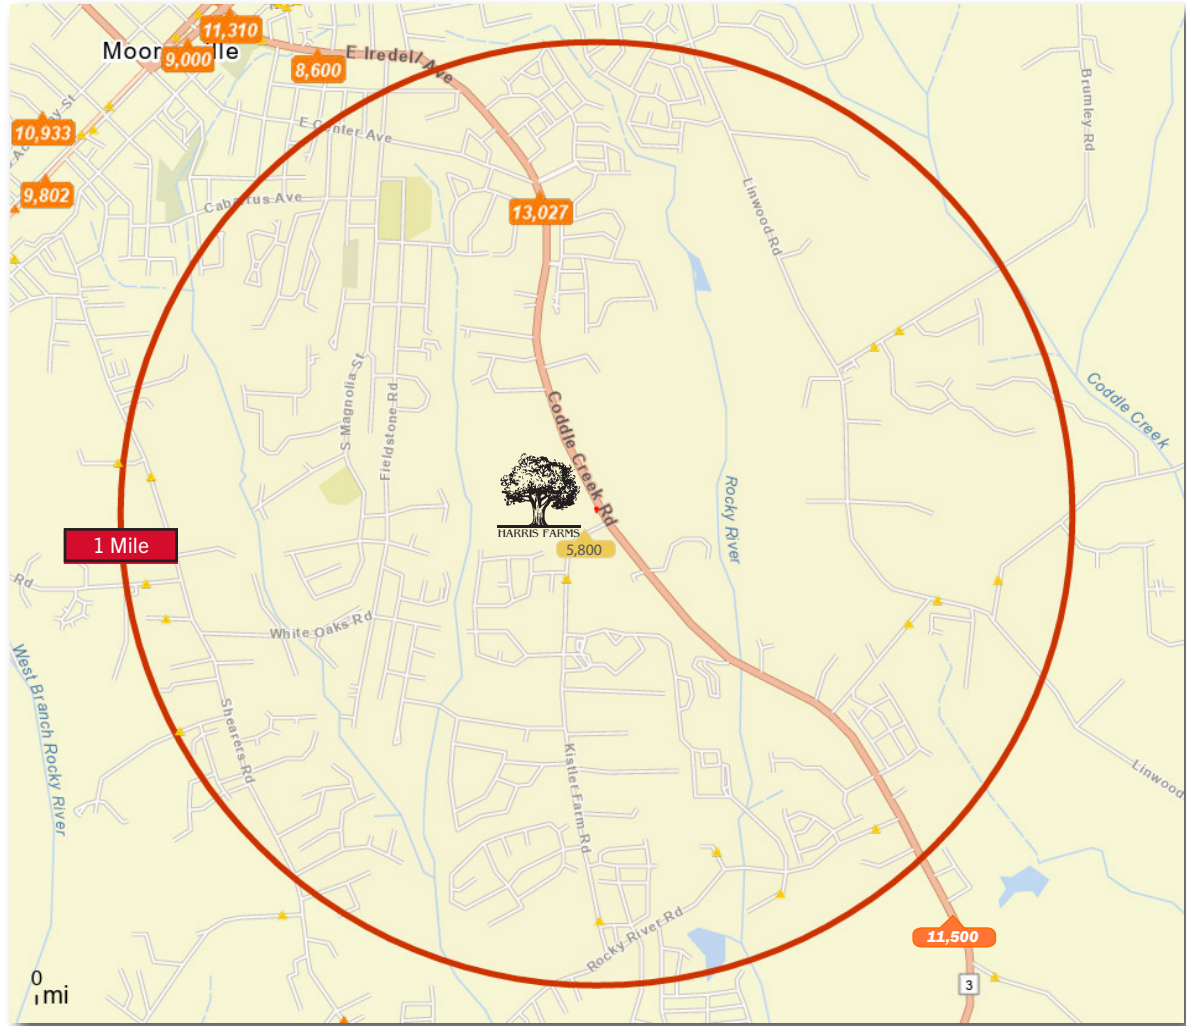 11,310
Moor
lle
9,000
8,600
E Iredell Ave
10,933
E Center Ave
Brumley Rd
9,802
Cabarrus Ave
13,027
Linwood Rd
S Magnolia St
Fieldstone Rd
Coddle Creek Rd
Coddle Creek
HARRIS FARMS
Rocky River
1 Mile
5,800
Rd
White Oaks Rd
West Branch Rocky River
Shearers Rd
Kistler Farm Rd
Linwood
Rocky River Rd
11,500
0
mi
3